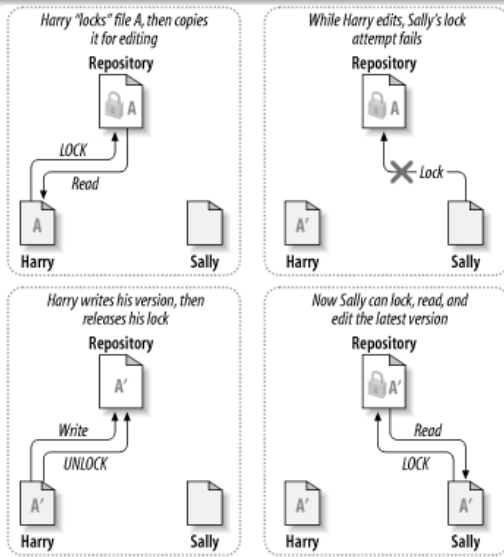 Harry “locks” file A, then copies
it for editing
Repository
A
LOCK
Read
A
Harry
Sally
While Harry edits, Sally’s lock
attempt fails
Repository
A
Lock
A’
Harry
Sally
Harry writes his version, then
releases his lock
Repository
A’
Write
UNLOCK
A’
Harry
Sally
Now Sally can lock, read, and
edit the latest version
Repository
A’
Read
LOCK
A’
A’
Harry
Sally